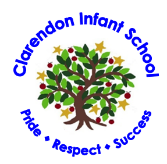 Clarendon Infant School
Pride • Respect • Success